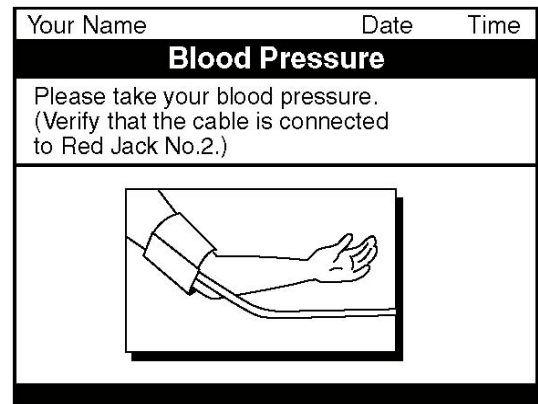 Your Name Date Time
Blood Pressure
Please take your blood pressure.
(Verify that the cable is connected
to Red Jack No.2.)